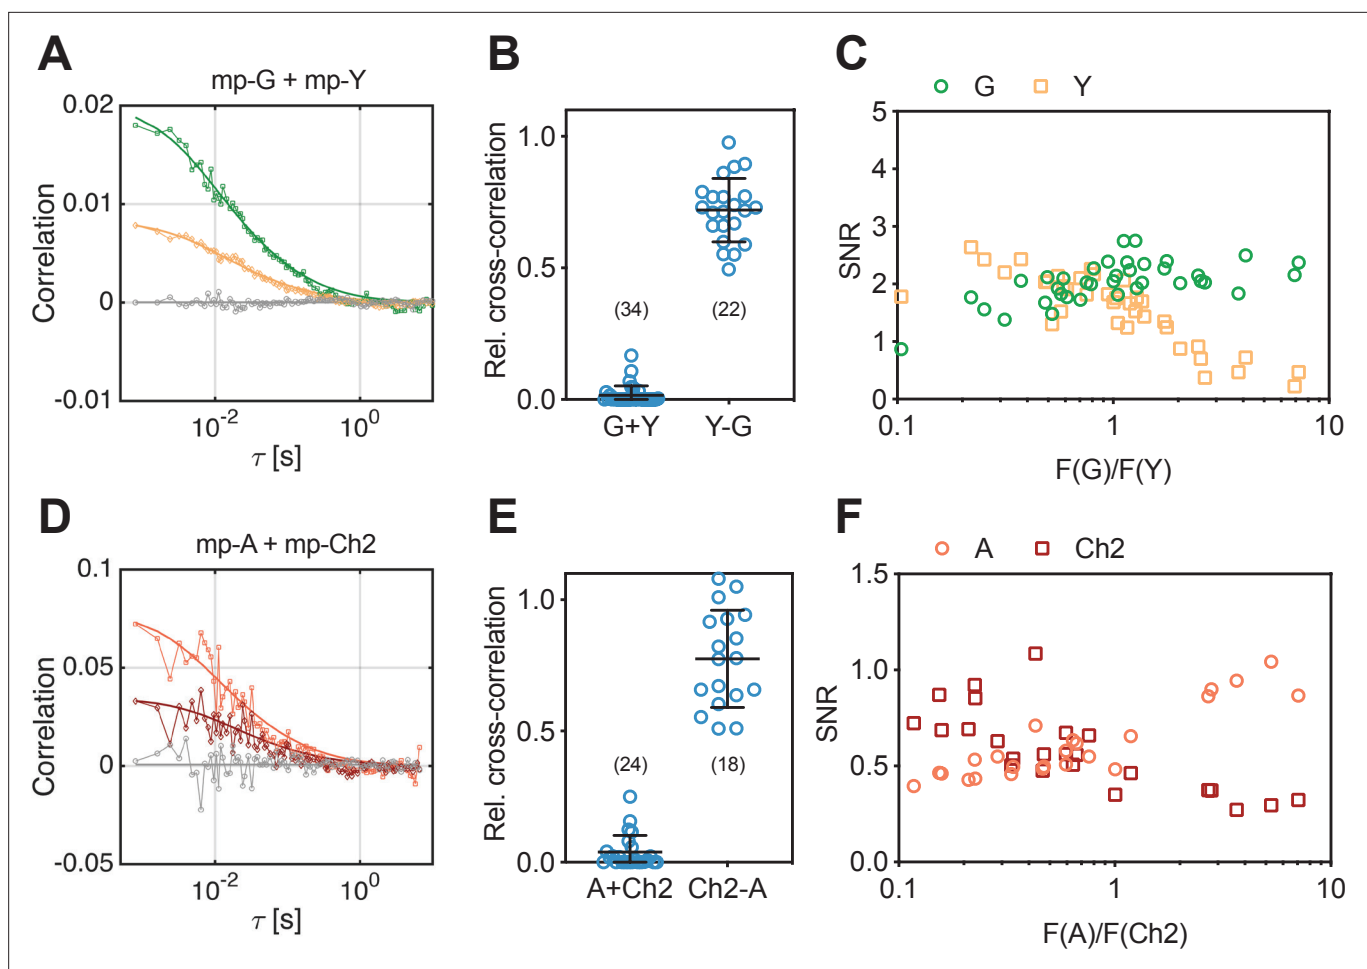 A
mp-G + mp-Y
0.02
0.01
0
-0.01
Correlation
10⁻²
10⁰
τ [s]
B
Rel. cross-correlation
1.0
0.5
0.0
(34)
(22)
G+Y
Y-G
C
G
Y
SNR
5
4
3
2
1
0
0.1
1
10
F(G)/F(Y)
D
mp-A + mp-Ch2
0.1
0.05
0
-0.05
Correlation
10⁻²
10⁰
τ [s]
E
Rel. cross-correlation
1.0
0.5
0.0
(24)
(18)
A+Ch2
Ch2-A
F
A
Ch2
SNR
1.5
1.0
0.5
0.0
0.1
1
10
F(A)/F(Ch2)